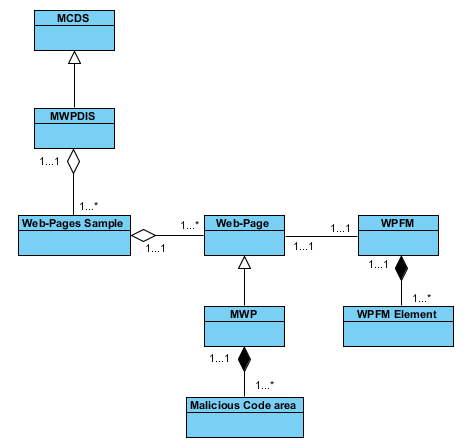 MCDS
MWPDIS
1...1
1...*
Web-Pages Sample
1...1
1...*
Web-Page
1...1
1...1
WPFM
1...1
1...*
WPFM Element
MWP
1...1
1...*
Malicious Code area